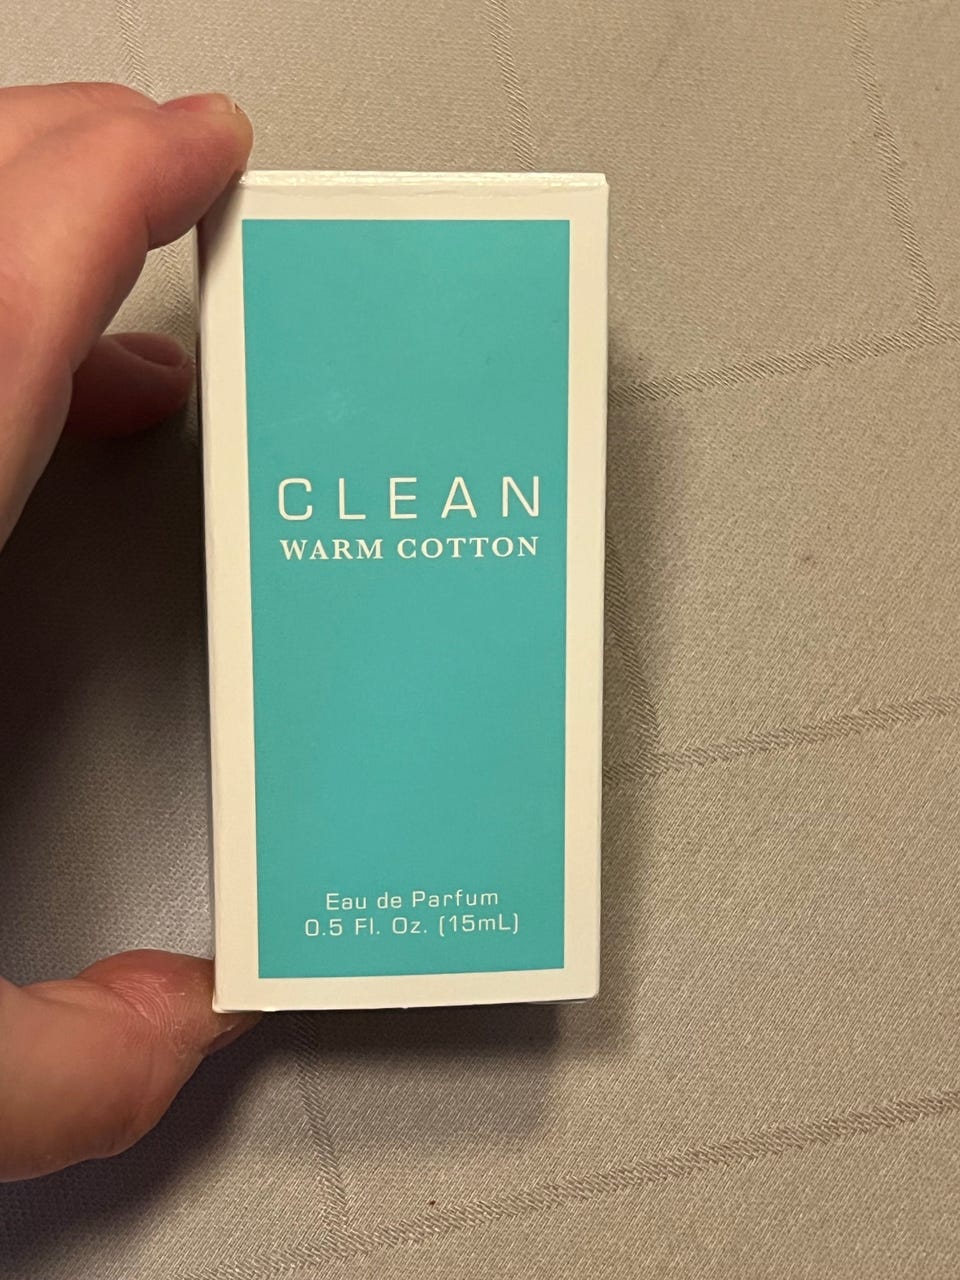 CLEAN
WARM COTTON
Eau de Parfum
0.5 Fl. Oz. (15mL)